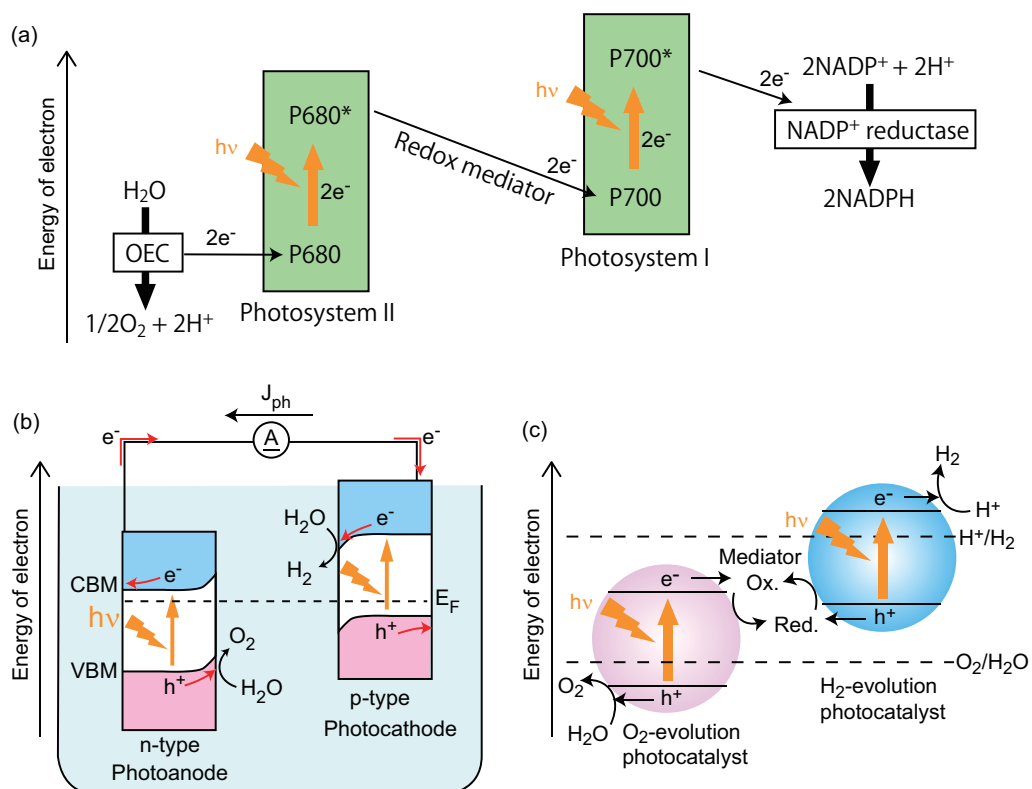 (a)
Energy of electron
H₂O
OEC
1/2O₂ + 2H⁺
2e⁻
hν
P680*
2e⁻
P680
Photosystem II
Redox mediator
2e⁻
hν
P700*
2e⁻
P700
Photosystem I
2e⁻
2NADP⁺ + 2H⁺
NADP⁺ reductase
2NADPH
(b)
Energy of electron
J_ph
A
e⁻
e⁻
CBM
e⁻
hν
VBM
h⁺
O₂
H₂O
n-type
Photoanode
H₂O
H₂
e⁻
E_F
h⁺
p-type
Photocathode
(c)
Energy of electron
hν
e⁻
h⁺
O₂
H₂O
O₂-evolution
photocatalyst
Mediator
Ox.
Red.
hν
e⁻
h⁺
H₂
H⁺
H⁺/H₂
O₂/H₂O
H₂-evolution
photocatalyst